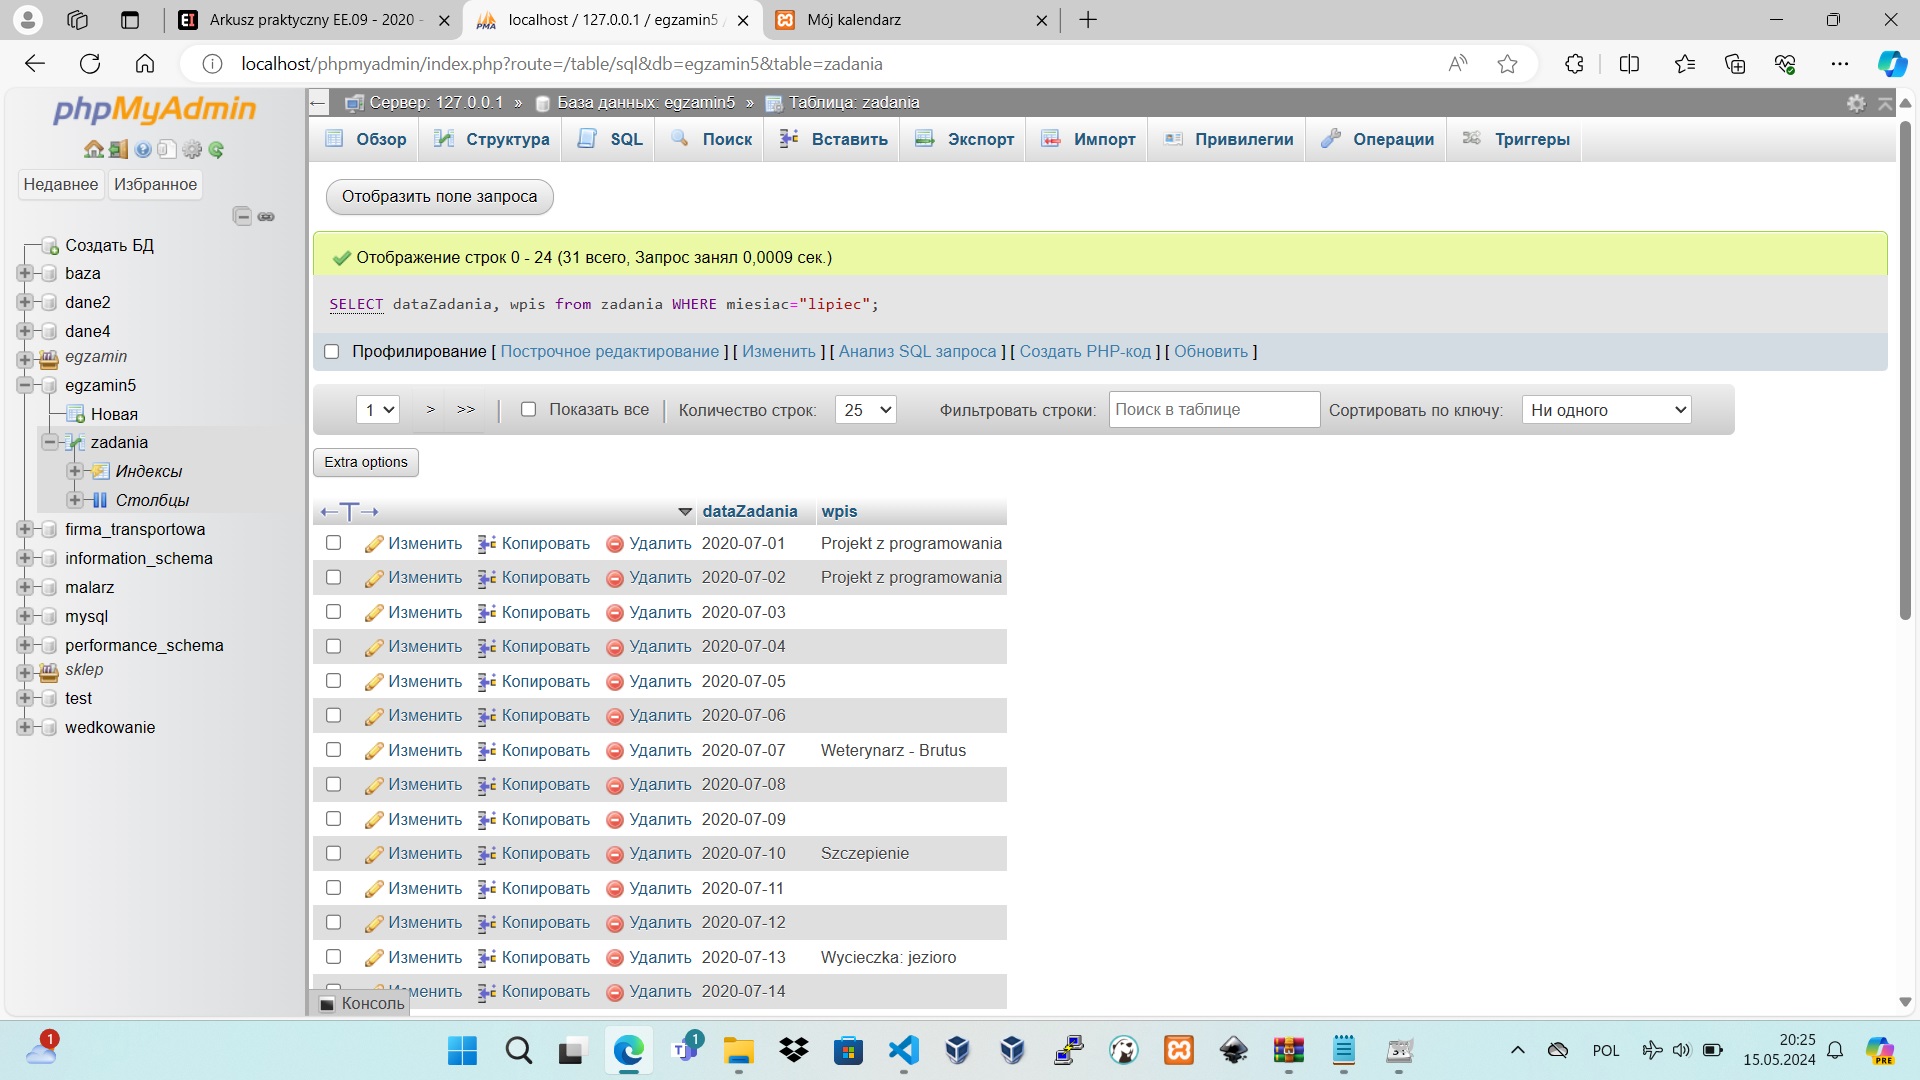 Arkusz praktyczny EE.09 - 2020 -
localhost / 127.0.0.1 / egzamin5 /
Mój kalendarz
localhost/phpmyadmin/index.php?route=/table/sql&db=egzamin5&table=zadania
phpMyAdmin
Недавнее
Избранное
Создать БД
baza
dane2
dane4
egzamin
egzamin5
Новая
zadania
Индексы
Столбцы
firma_transportowa
information_schema
malarz
mysql
performance_schema
sklep
test
wedkowanie
Сервер: 127.0.0.1 » База данных: egzamin5 » Таблица: zadania
Обзор Структура SQL Поиск Вставить Экспорт Импорт Привилегии Операции Триггеры
Отобразить поле запроса
Отображение строк 0 - 24 (31 всего, Запрос занял 0,0009 сек.)
SELECT dataZadania, wpis from zadania WHERE miesiac="lipiec";
Профилирование [ Построчное редактирование ] [ Изменить ] [ Анализ SQL запроса ] [ Создать PHP-код ] [ Обновить ]
1 > >> | Показать все | Количество строк: 25 Фильтровать строки: Поиск в таблице Сортировать по ключу: Ни одного
Extra options
←T→ dataZadania wpis
Изменить Копировать Удалить 2020-07-01 Projekt z programowania
Изменить Копировать Удалить 2020-07-02 Projekt z programowania
Изменить Копировать Удалить 2020-07-03
Изменить Копировать Удалить 2020-07-04
Изменить Копировать Удалить 2020-07-05
Изменить Копировать Удалить 2020-07-06
Изменить Копировать Удалить 2020-07-07 Weterynarz - Brutus
Изменить Копировать Удалить 2020-07-08
Изменить Копировать Удалить 2020-07-09
Изменить Копировать Удалить 2020-07-10 Szczepienie
Изменить Копировать Удалить 2020-07-11
Изменить Копировать Удалить 2020-07-12
Изменить Копировать Удалить 2020-07-13 Wycieczka: jezioro
Изменить Копировать Удалить 2020-07-14
Консоль
1
1
POL
20:25
15.05.2024
PRE